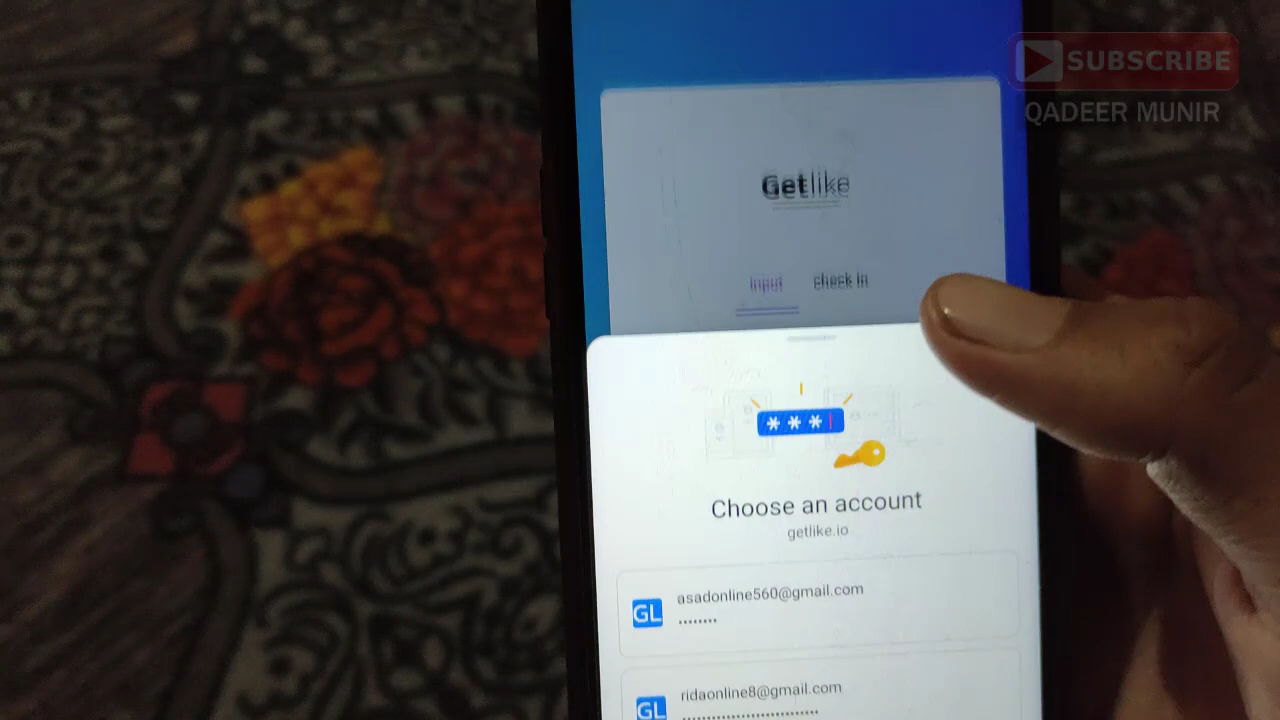 SUBSCRIBE
QADEER MUNIR
Getlike
Input check in
***
Choose an account
getlike.io
GL asadonline560@gmail.com
••••••••
GL ridaonline8@gmail.com